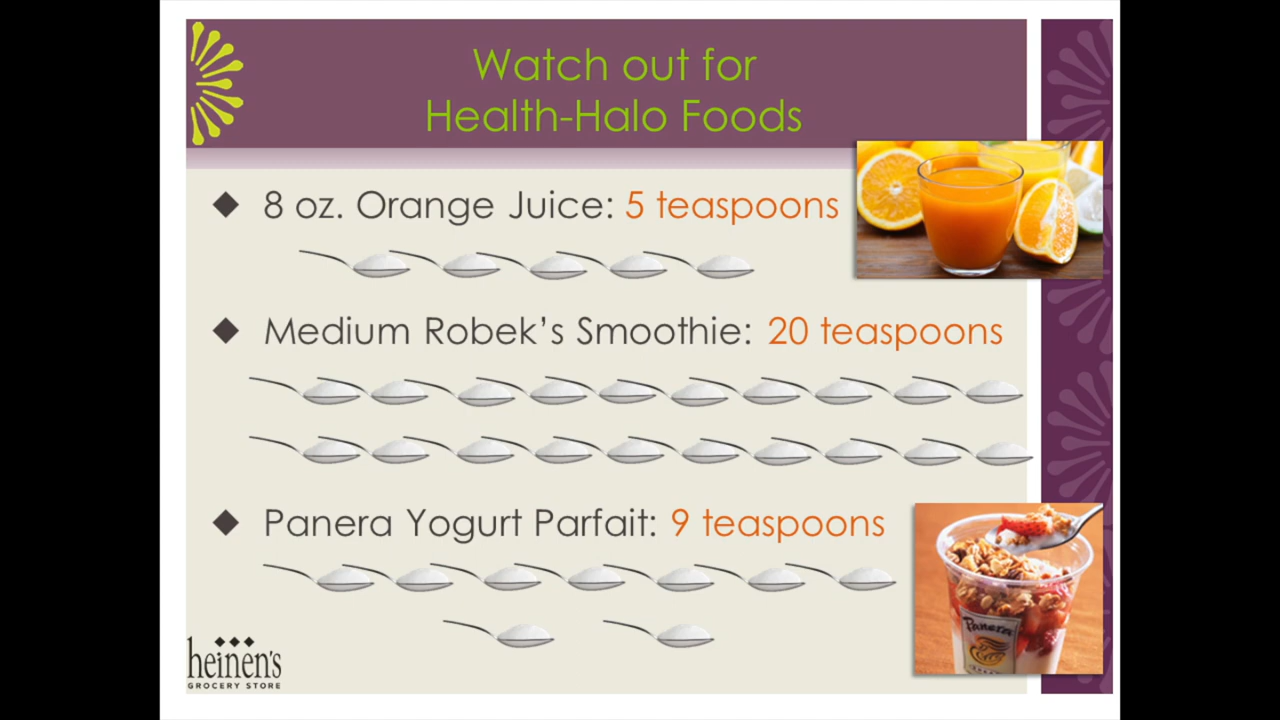 Watch out for
Health-Halo Foods
◆ 8 oz. Orange Juice: 5 teaspoons
◆ Medium Robek’s Smoothie: 20 teaspoons
◆ Panera Yogurt Parfait: 9 teaspoons
Panera
heinen's
GROCERY STORE